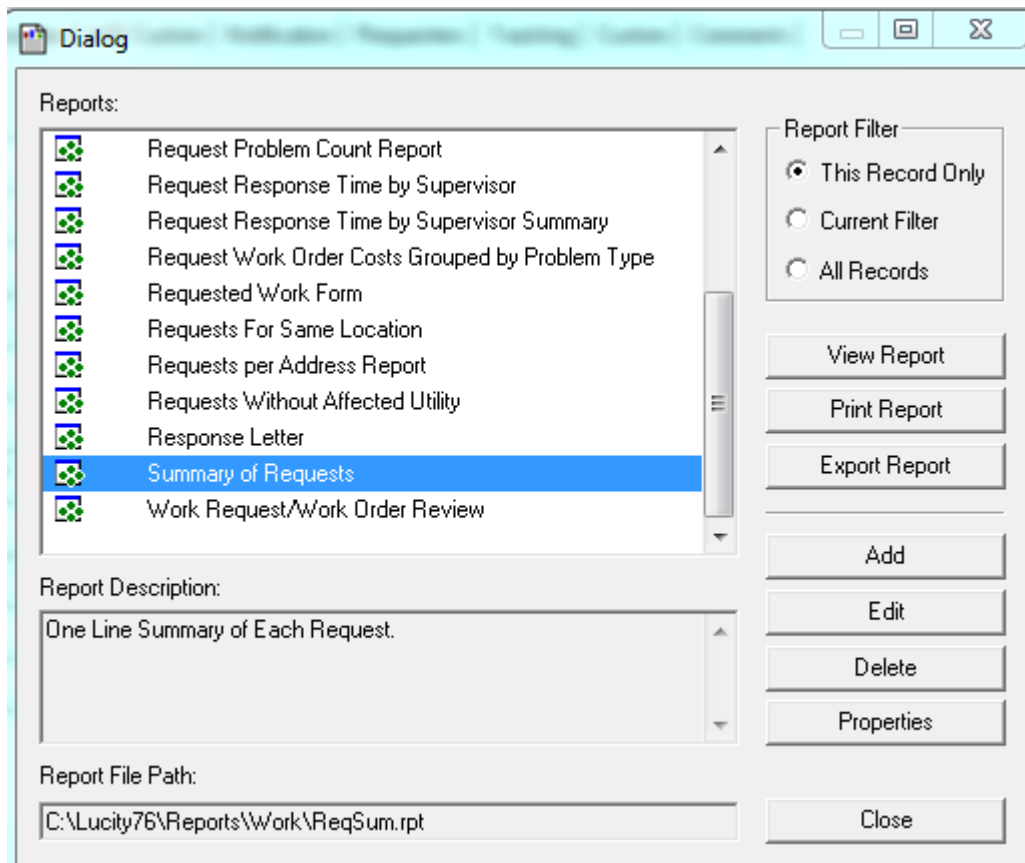 Dialog
Reports:
Request Problem Count Report
Request Response Time by Supervisor
Request Response Time by Supervisor Summary
Request Work Order Costs Grouped by Problem Type
Requested Work Form
Requests For Same Location
Requests per Address Report
Requests Without Affected Utility
Response Letter
Summary of Requests
Work Request/Work Order Review
Report Description:
One Line Summary of Each Request.
Report File Path:
C:\Lucity76\Reports\Work\ReqSum.rpt
Report Filter
This Record Only
Current Filter
All Records
View Report
Print Report
Export Report
Add
Edit
Delete
Properties
Close